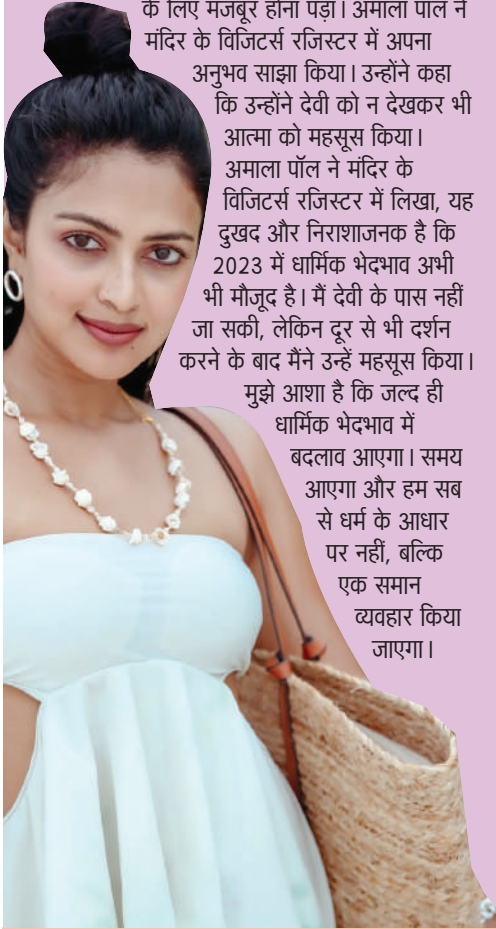 के लिए मजबूर होना पड़ा। अमाला पॉल ने
मंदिर के विजिटर्स रजिस्टर में अपना
अनुभव साझा किया। उन्होंने कहा
कि उन्होंने देवी को न देखकर भी
आत्मा को महसूस किया।
अमाला पॉल ने मंदिर के
विजिटर्स रजिस्टर में लिखा, यह
दुखद और निराशाजनक है कि
2023 में धार्मिक भेदभाव अभी
भी मौजूद है। मैं देवी के पास नहीं
जा सकी, लेकिन दूर से भी दर्शन
करने के बाद मैंने उन्हें महसूस किया।
मुझे आशा है कि जल्द ही
धार्मिक भेदभाव में
बदलाव आएगा। समय
आएगा और हम सब
से धर्म के आधार
पर नहीं, बल्कि
एक समान
व्यवहार किया
जाएगा।